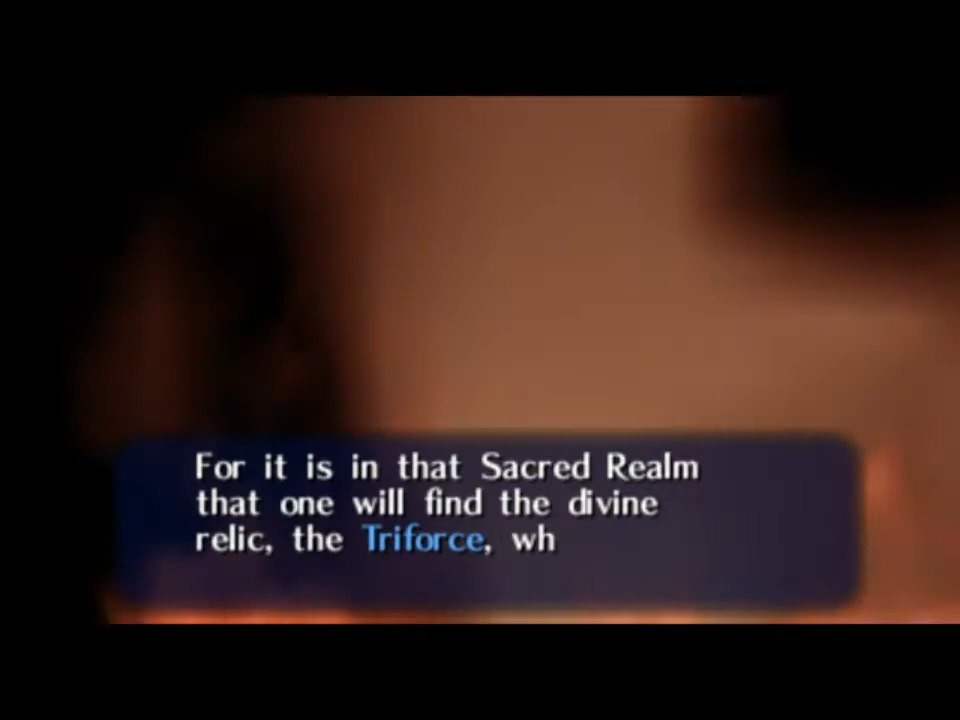 For it is in that Sacred Realm
that one will find the divine
relic, the Triforce, wh